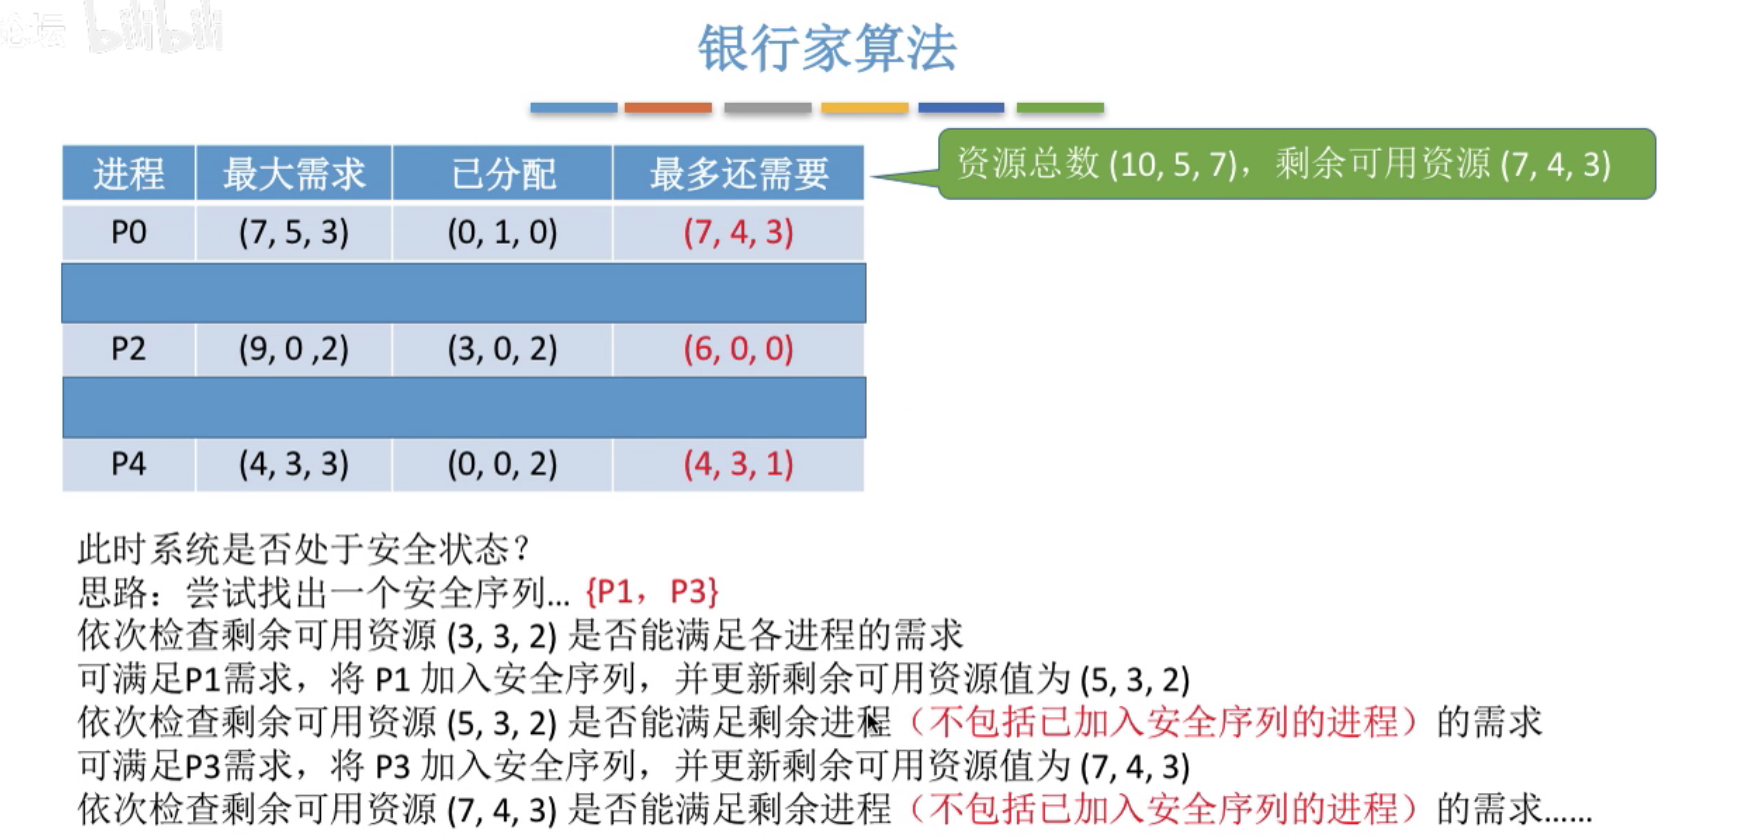 论坛 bilibili
银行家算法
资源总数 (10, 5, 7)，剩余可用资源 (7, 4, 3)
进程 最大需求 已分配 最多还需要
P0 (7, 5, 3) (0, 1, 0) (7, 4, 3)
P2 (9, 0 ,2) (3, 0, 2) (6, 0, 0)
P4 (4, 3, 3) (0, 0, 2) (4, 3, 1)
此时系统是否处于安全状态？
思路：尝试找出一个安全序列... {P1，P3}
依次检查剩余可用资源 (3, 3, 2) 是否能满足各进程的需求
可满足P1需求，将 P1 加入安全序列，并更新剩余可用资源值为 (5, 3, 2)
依次检查剩余可用资源 (5, 3, 2) 是否能满足剩余进程（不包括已加入安全序列的进程）的需求
可满足P3需求，将 P3 加入安全序列，并更新剩余可用资源值为 (7, 4, 3)
依次检查剩余可用资源 (7, 4, 3) 是否能满足剩余进程（不包括已加入安全序列的进程）的需求......